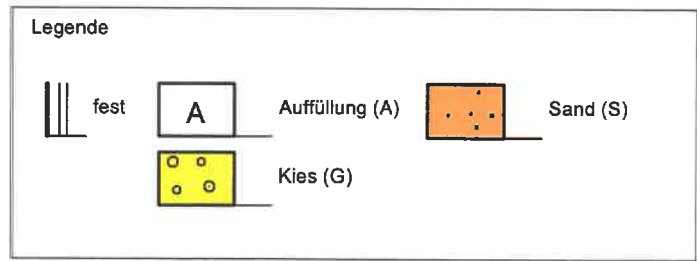 Legende
fest A Auffüllung (A) Sand (S)
Kies (G)